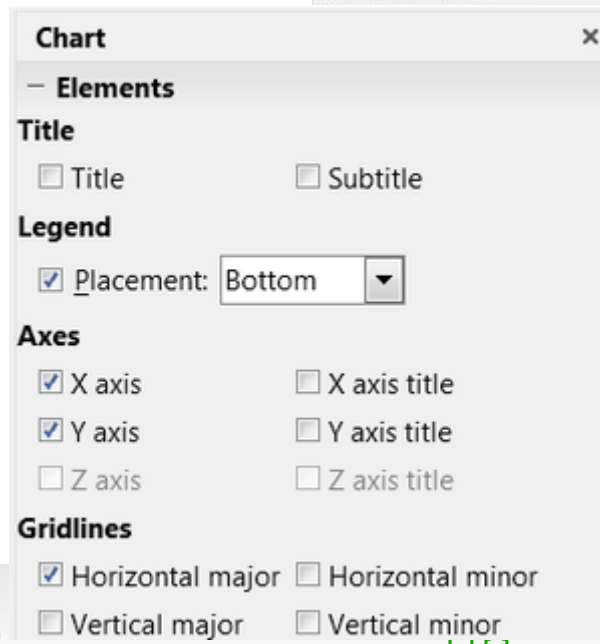 Chart
Elements
Title
Title Subtitle
Legend
Placement: Bottom
Axes
X axis X axis title
Y axis Y axis title
Z axis Z axis title
Gridlines
Horizontal major Horizontal minor
Vertical major Vertical minor